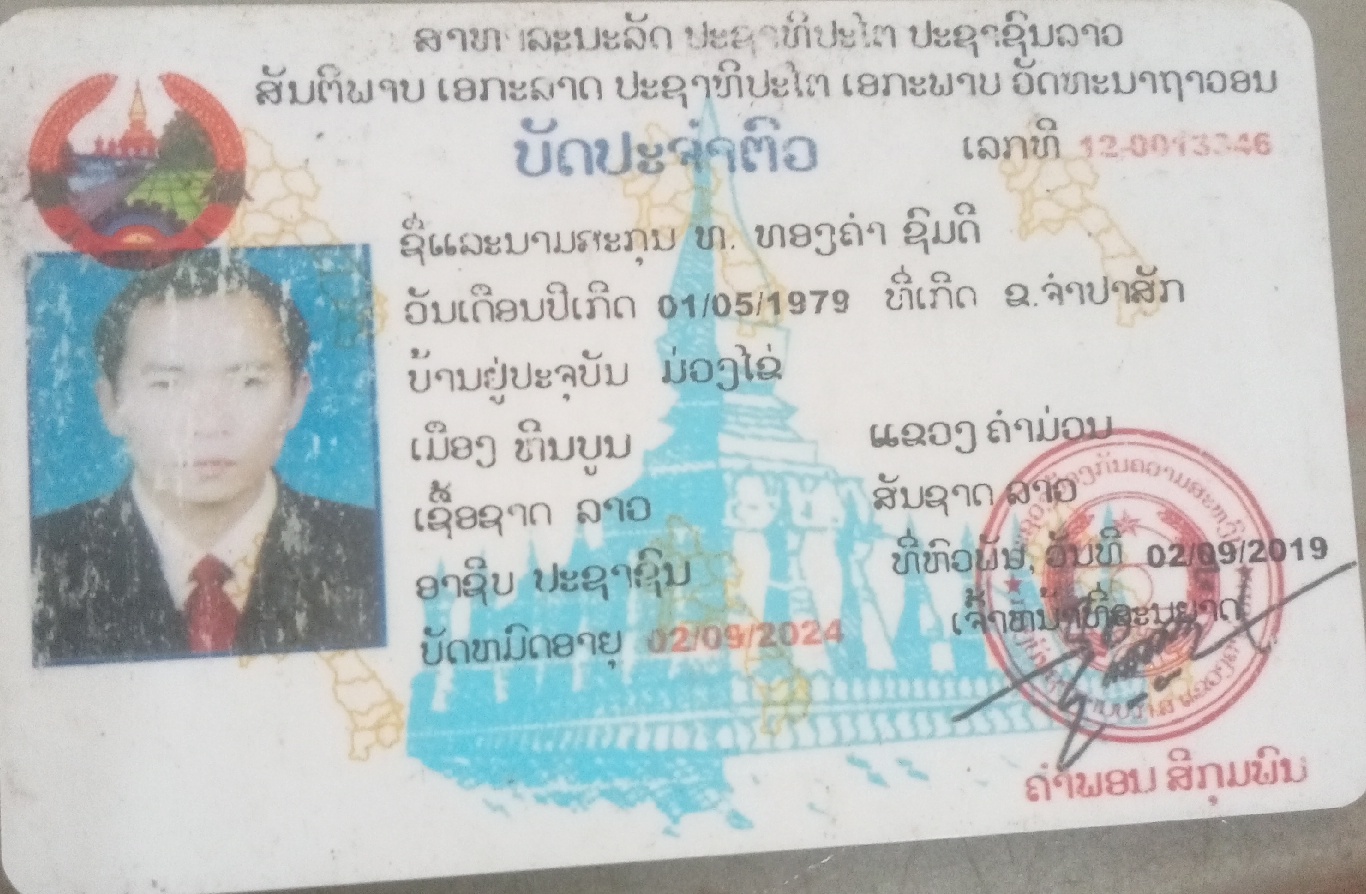 ສາທາລະນະລັດ ປະຊາທິປະໄຕ ປະຊາຊົນລາວ
ສັນຕິພາບ ເອກະລາດ ປະຊາທິປະໄຕ ເອກະພາບ ວັດທະນາຖາວອນ
ບັດປະຈຳຕົວ ເລກທີ 12-0013346
ຊື່ແລະນາມສະກຸນ ທ. ທອງຄຳ ຊົມດີ
ວັນເດືອນປີເກີດ 01/05/1979 ທີ່ເກີດ ຂ.ຈຳປາສັກ
ບ້ານຢູ່ປະຈຸບັນ ມ່ວງໄຂ່
ເມືອງ ຫີນບູນ ແຂວງ ຄຳມ່ວນ
ເຊື້ອຊາດ ລາວ ສັນຊາດ ລາວ
ອາຊີບ ປະຊາຊົນ ທີ່ຫົວພັນ, ວັນທີ 02/09/2019
ບັດຫມົດອາຍຸ 02/09/2024 ເຈົ້າຫນ້າທີ່ອະນຸຍາດ
ຄຳພອນ ສີກຸມພົນ